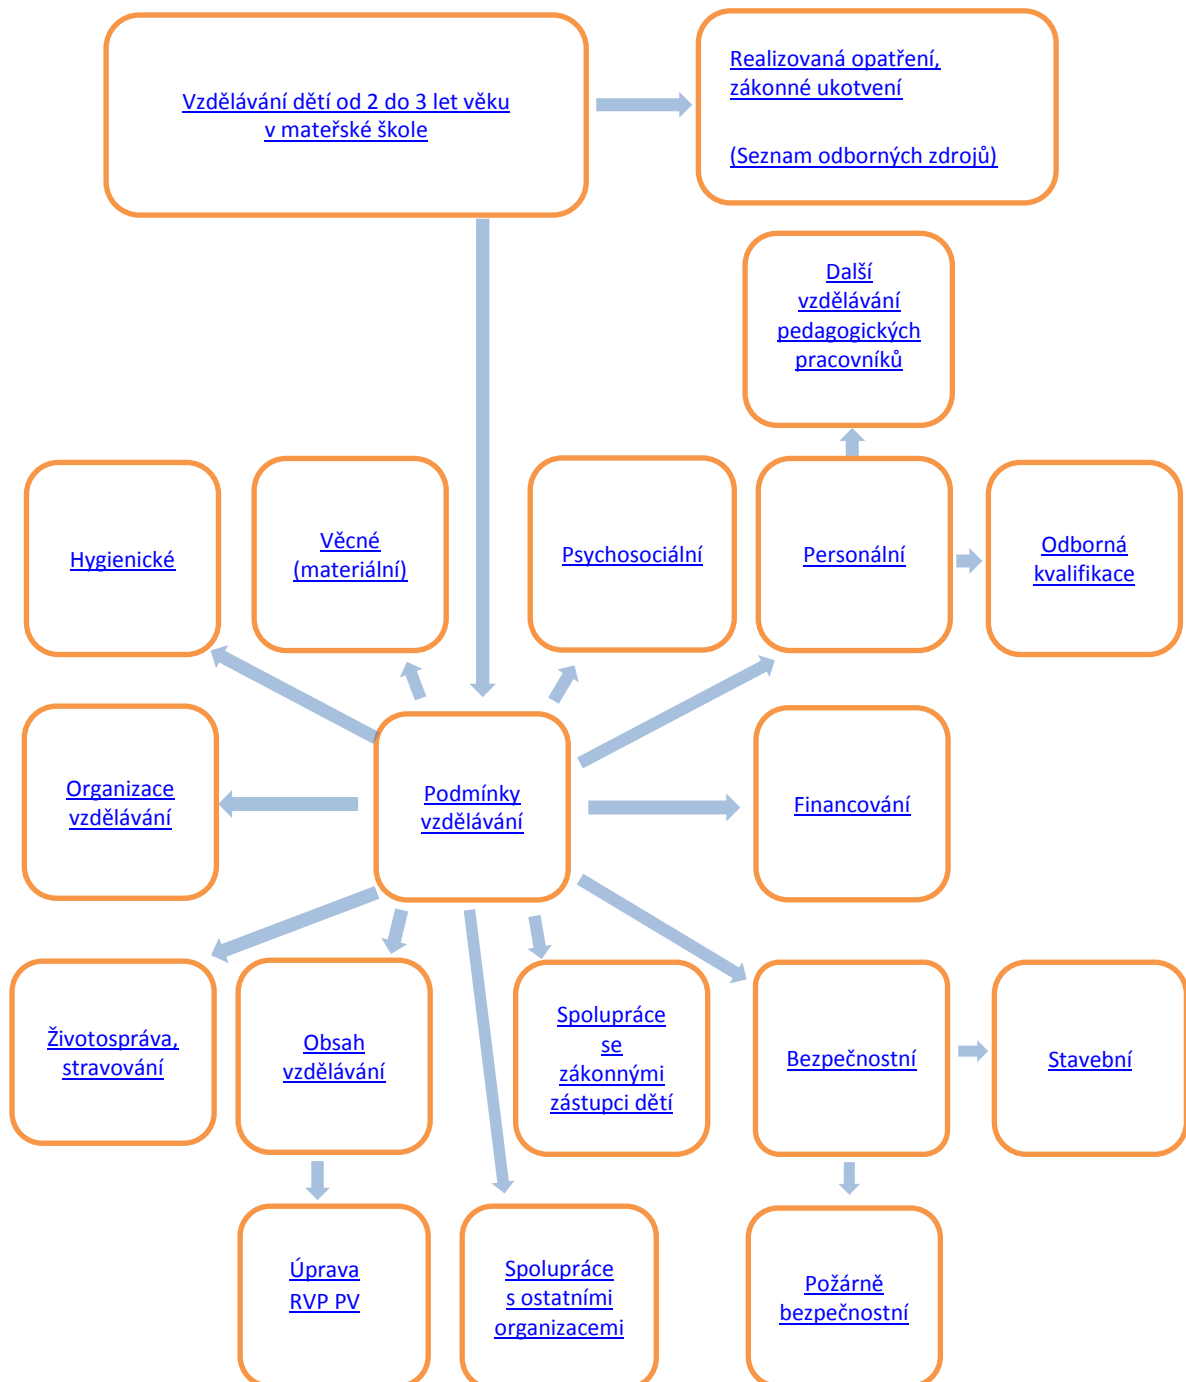 Vzdělávání dětí od 2 do 3 let věku
v mateřské škole
Realizovaná opatření,
zákonné ukotvení
(Seznam odborných zdrojů)
Další
vzdělávání
pedagogických
pracovníků
Hygienické
Věcné
(materiální)
Psychosociální
Personální
Odborná
kvalifikace
Organizace
vzdělávání
Podmínky
vzdělávání
Financování
Životospráva,
stravování
Obsah
vzdělávání
Spolupráce
se
zákonnými
zástupci dětí
Bezpečnostní
Stavební
Úprava
RVP PV
Spolupráce
s ostatními
organizacemi
Požárně
bezpečnostní